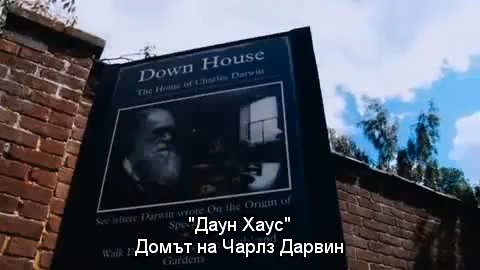 Down House
The Home of Charles Darwin
See where Darwin wrote On the Origin of
Species
"Даун Хаус"
Домът на Чарлз Дарвин
Walk
Gardens